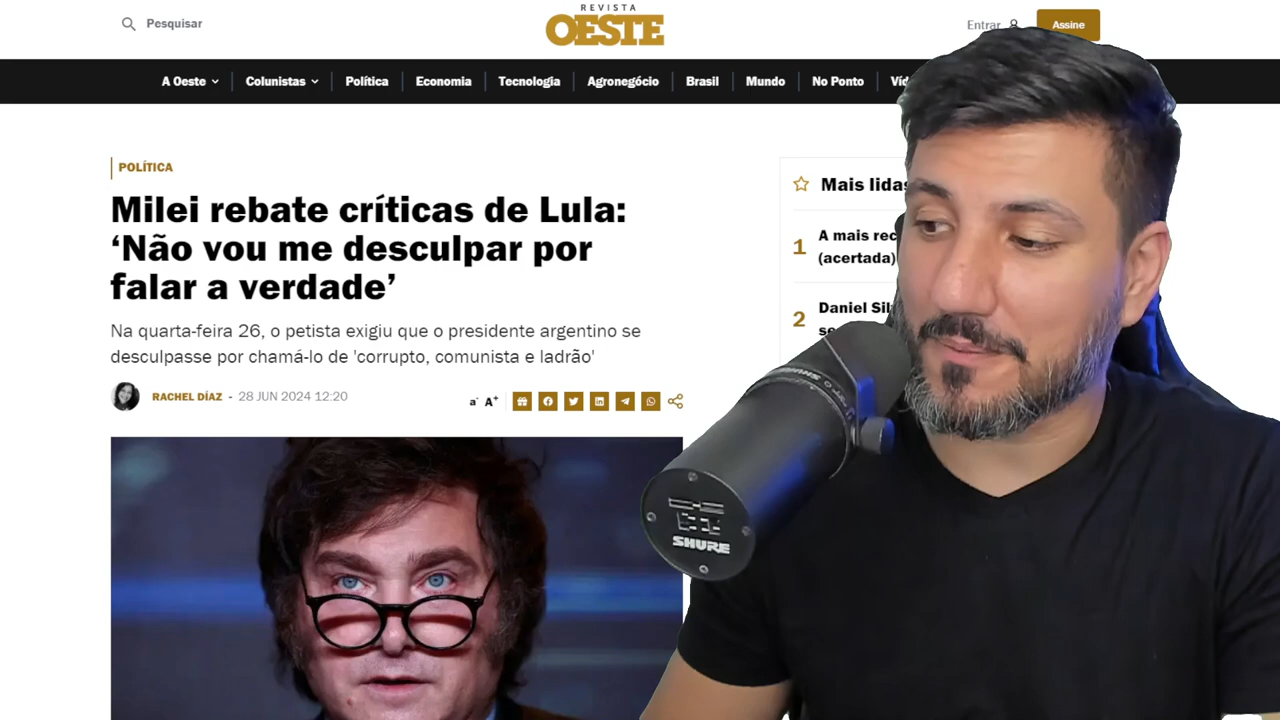 Pesquisar
REVISTA
OESTE
Entrar
Assine
A Oeste
Colunistas
Política
Economia
Tecnologia
Agronegócio
Brasil
Mundo
No Ponto
POLÍTICA
Milei rebate críticas de Lula:
‘Não vou me desculpar por
falar a verdade’
Na quarta-feira 26, o petista exigiu que o presidente argentino se
desculpasse por chamá-lo de 'corrupto, comunista e ladrão'
RACHEL DÍAZ - 28 JUN 2024 12:20
a- A+
Mais lidas
1
A mais
(acertada)
2
Daniel
SHURE
SHURE